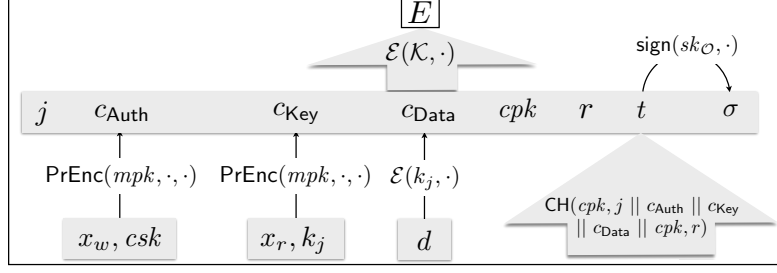 E
ℰ(𝒦, ·)
sign(sk_𝒪, ·)
j c_Auth c_Key c_Data cpk r t σ
PrEnc(mpk, ·, ·) PrEnc(mpk, ·, ·) ℰ(k_j, ·)
CH(cpk, j || c_Auth || c_Key
|| c_Data || cpk, r)
x_w, csk x_r, k_j d